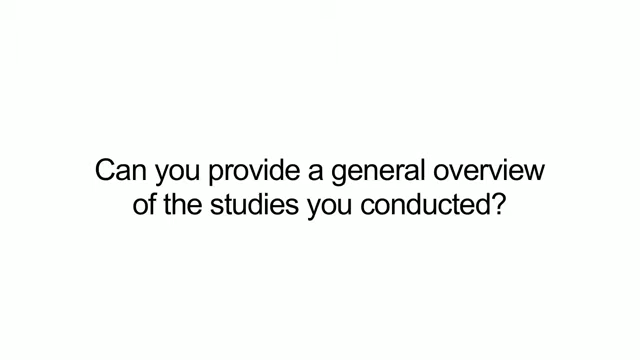 Can you provide a general overview
of the studies you conducted?